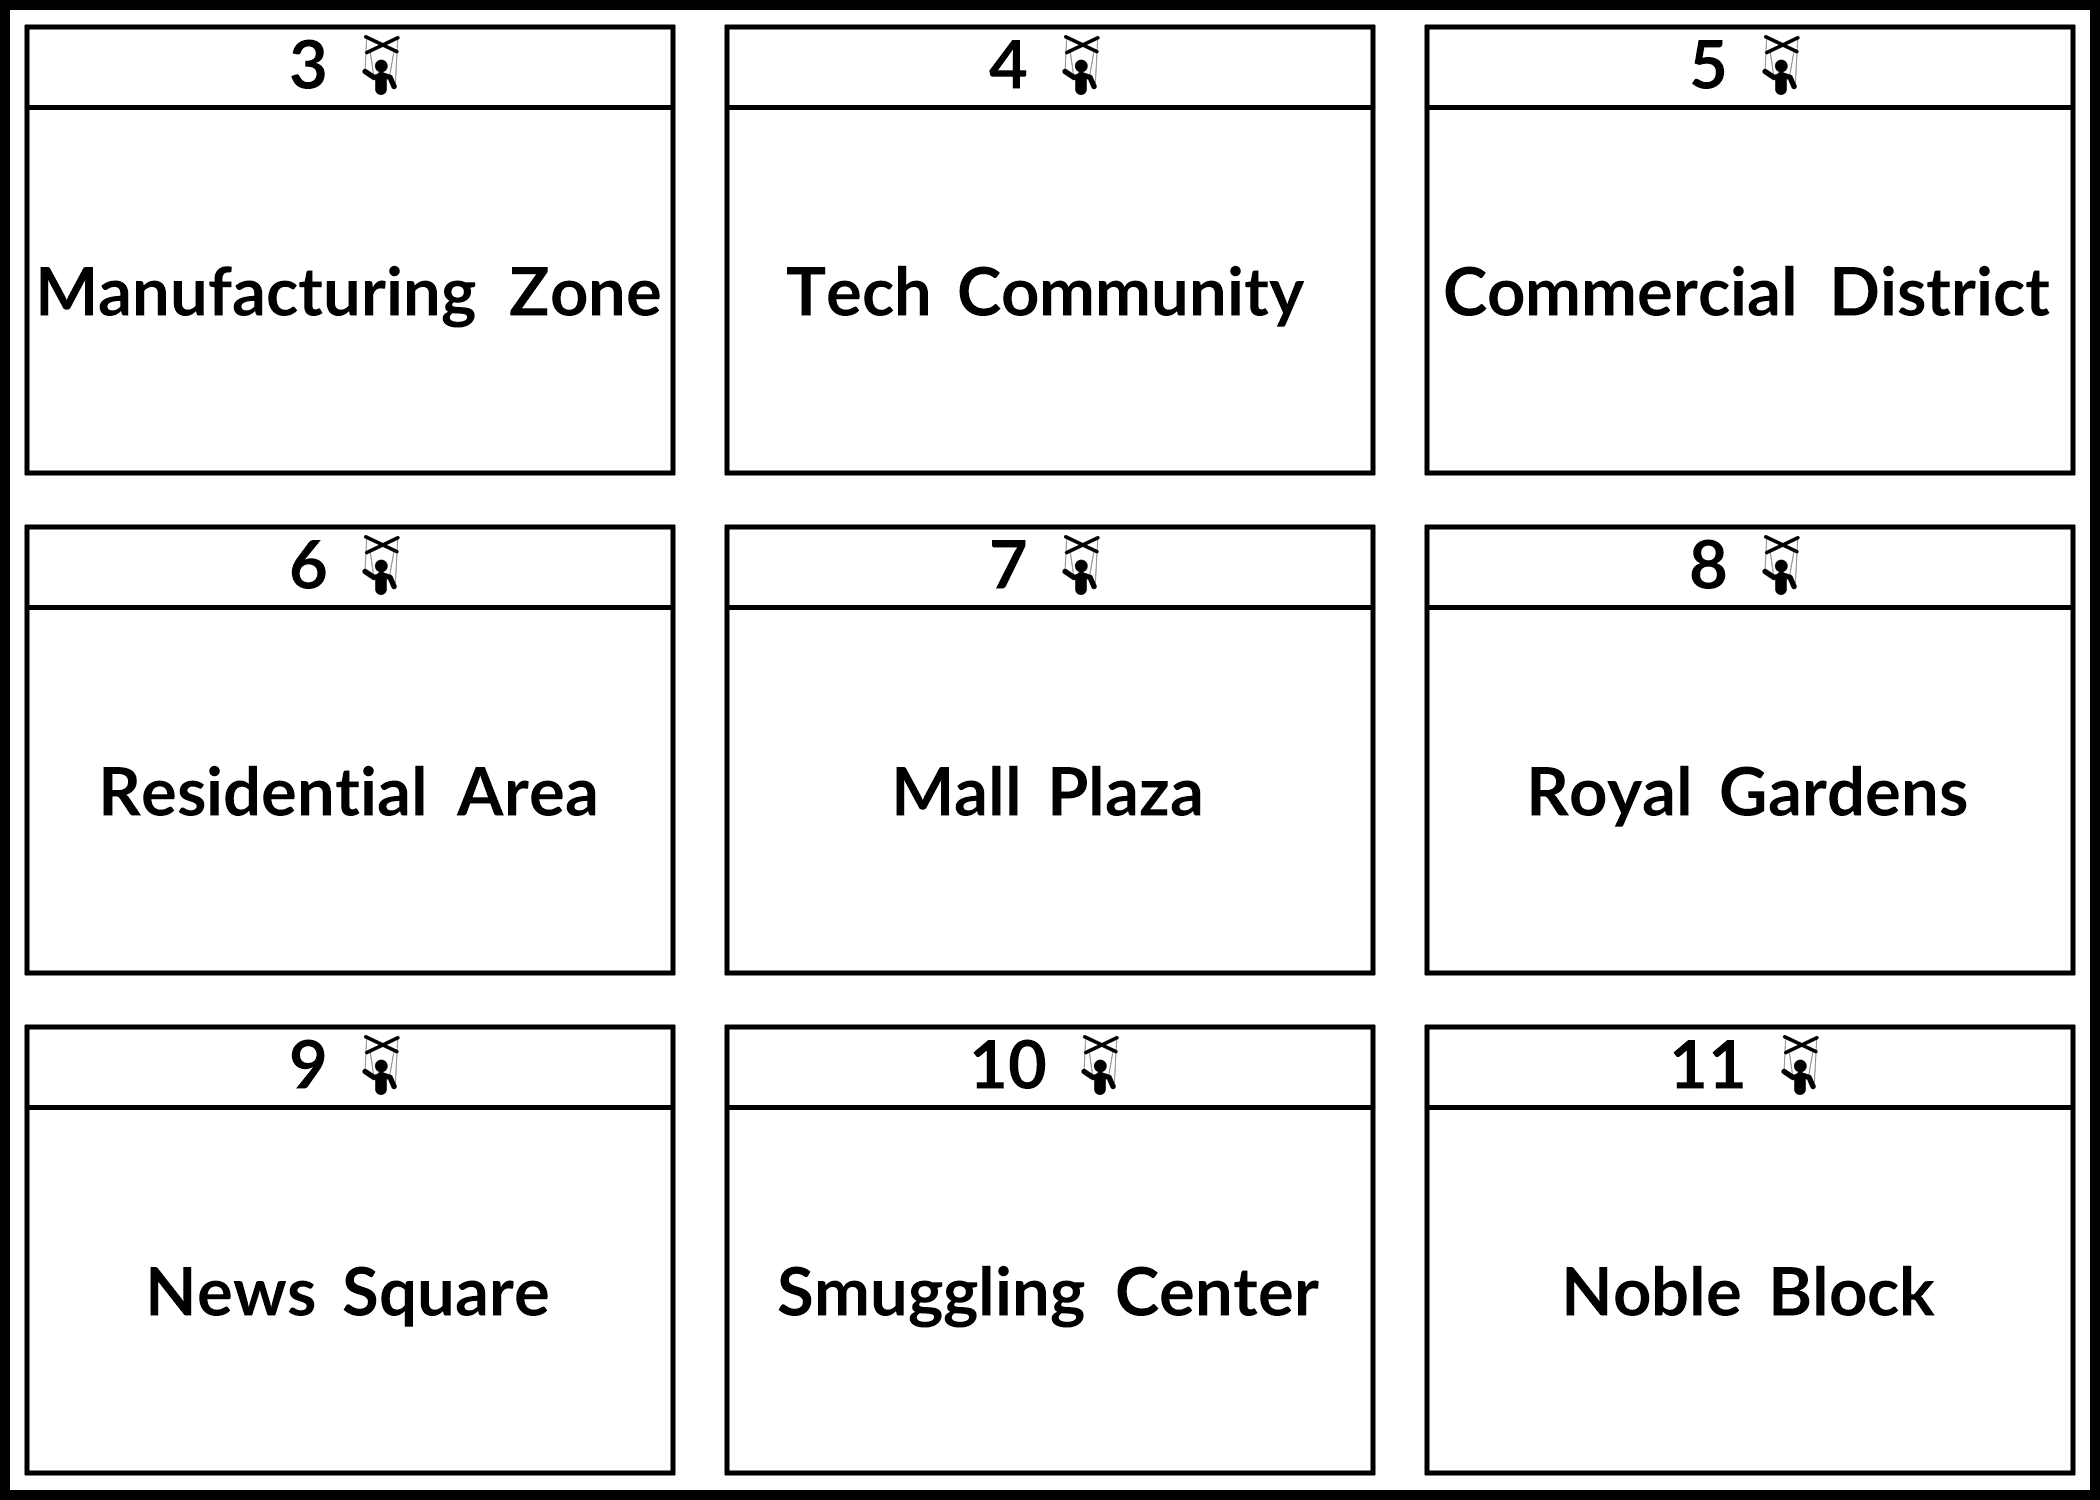 3
4
5
Manufacturing Zone
Tech Community
Commercial District
6
7
8
Residential Area
Mall Plaza
Royal Gardens
9
10
11
News Square
Smuggling Center
Noble Block